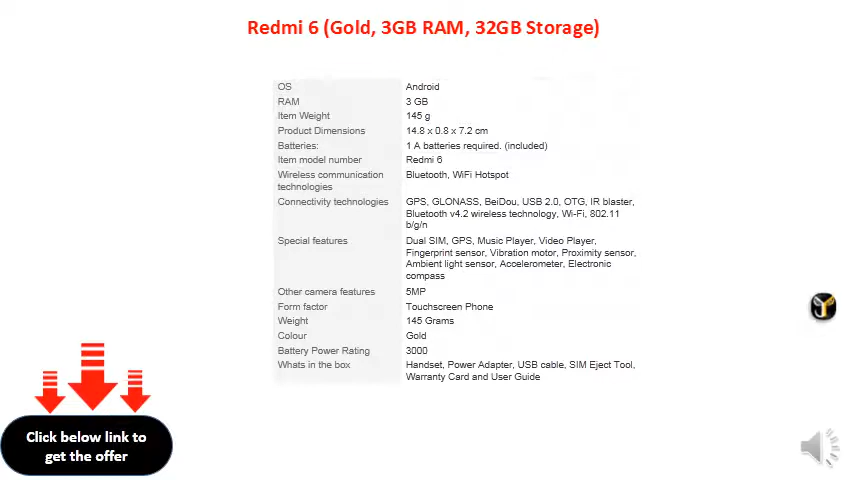 Redmi 6 (Gold, 3GB RAM, 32GB Storage)
OS Android
RAM 3 GB
Item Weight 145 g
Product Dimensions 14.8 x 0.8 x 7.2 cm
Batteries: 1 A batteries required. (included)
Item model number Redmi 6
Wireless communication technologies Bluetooth, WiFi Hotspot
Connectivity technologies GPS, GLONASS, BeiDou, USB 2.0, OTG, IR blaster,
Bluetooth v4.2 wireless technology, Wi-Fi, 802.11
b/g/n
Special features Dual SIM, GPS, Music Player, Video Player,
Fingerprint sensor, Vibration motor, Proximity sensor,
Ambient light sensor, Accelerometer, Electronic
compass
Other camera features 5MP
Form factor Touchscreen Phone
Weight 145 Grams
Colour Gold
Battery Power Rating 3000
Whats in the box Handset, Power Adapter, USB cable, SIM Eject Tool,
Warranty Card and User Guide
Click below link to
get the offer